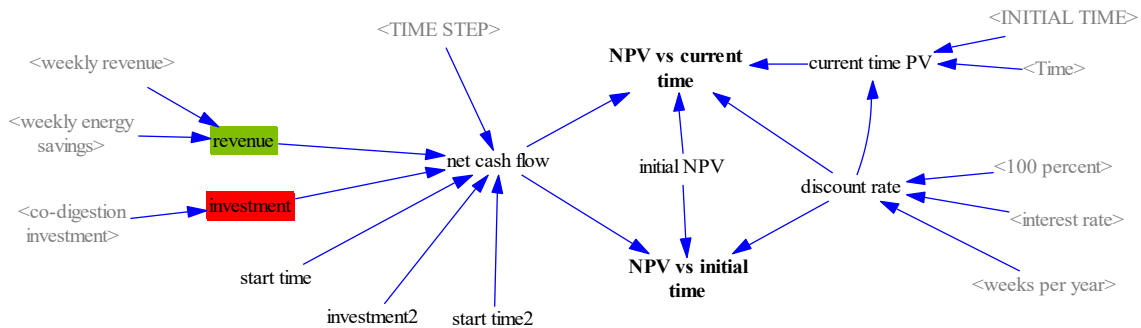 <INITIAL TIME>
<TIME STEP>
NPV vs current
time
<weekly revenue>
current time PV
<Time>
<weekly energy
savings>
revenue
net cash flow
initial NPV
<100 percent>
discount rate
investment
<co-digestion
investment>
<interest rate>
start time
NPV vs initial
time
<weeks per year>
investment2
start time2